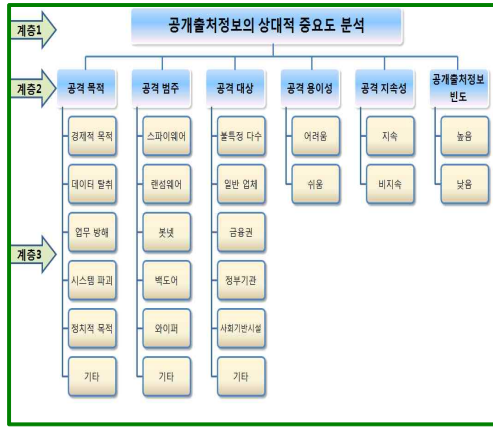 계층1
공개출처정보의 상대적 중요도 분석
계층2
공격 목적
공격 범주
공격 대상
공격 용이성
공격 지속성
공개출처정보
빈도
경제적 목적
스파이웨어
불특정 다수
어려움
지속
높음
데이터 탈취
랜섬웨어
일반 업체
쉬움
비지속
낮음
계층3
업무 방해
봇넷
금융권
시스템 파괴
백도어
정부기관
정치적 목적
와이퍼
사회기반시설
기타
기타
기타